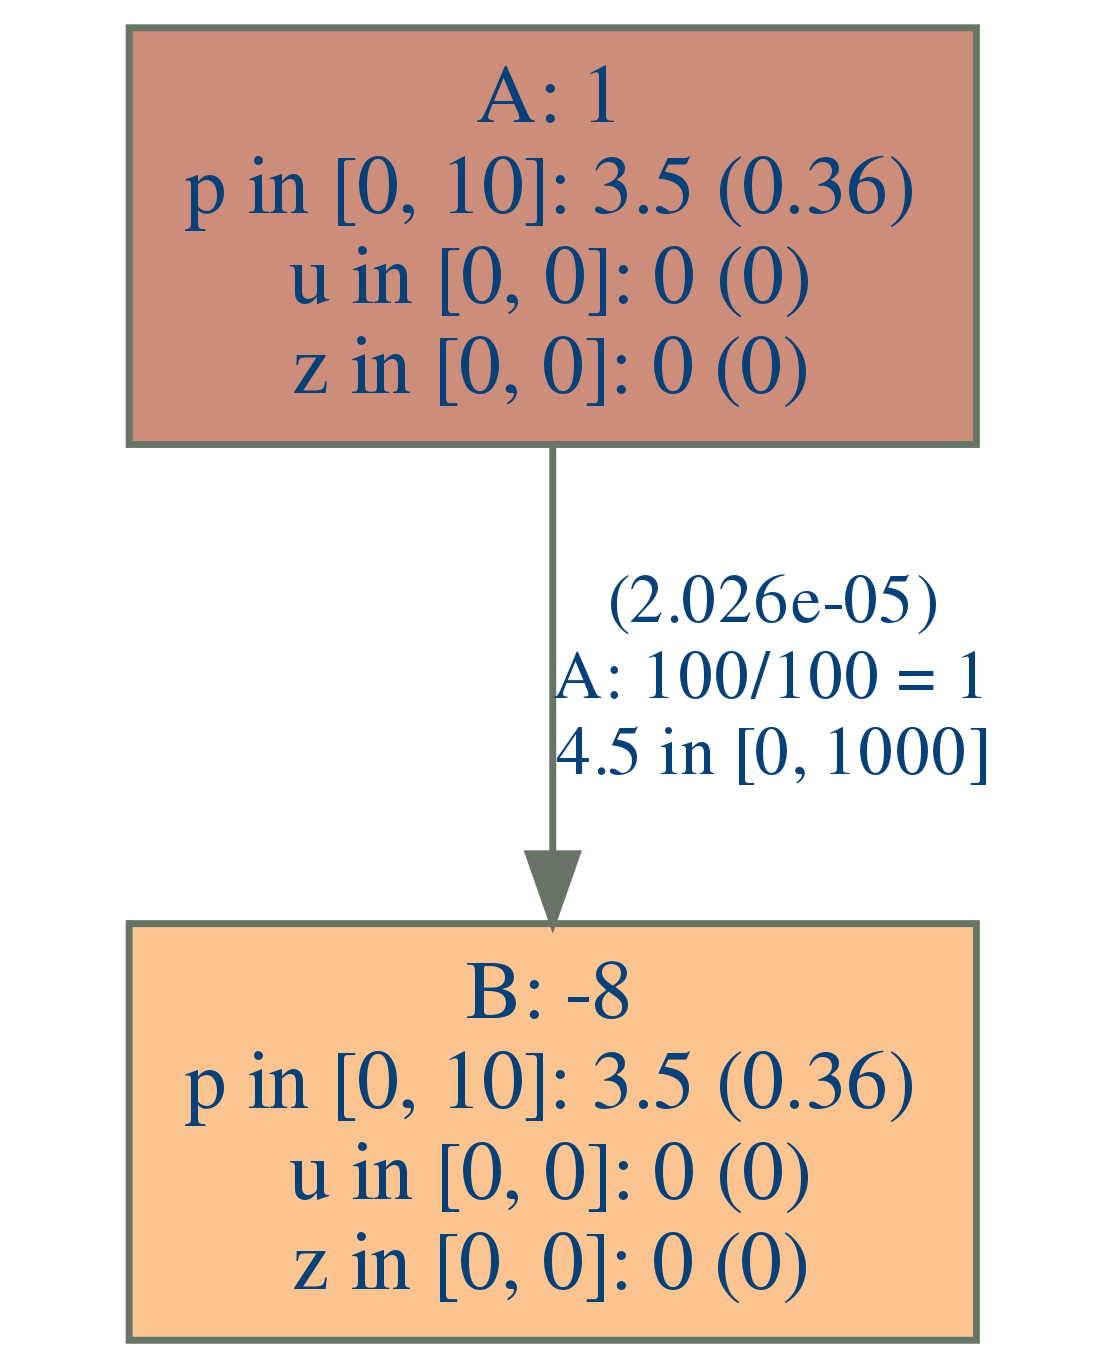 A: 1
p in [0, 10]: 3.5 (0.36)
u in [0, 0]: 0 (0)
z in [0, 0]: 0 (0)
(2.026e-05)
A: 100/100 = 1
4.5 in [0, 1000]
B: -8
p in [0, 10]: 3.5 (0.36)
u in [0, 0]: 0 (0)
z in [0, 0]: 0 (0)